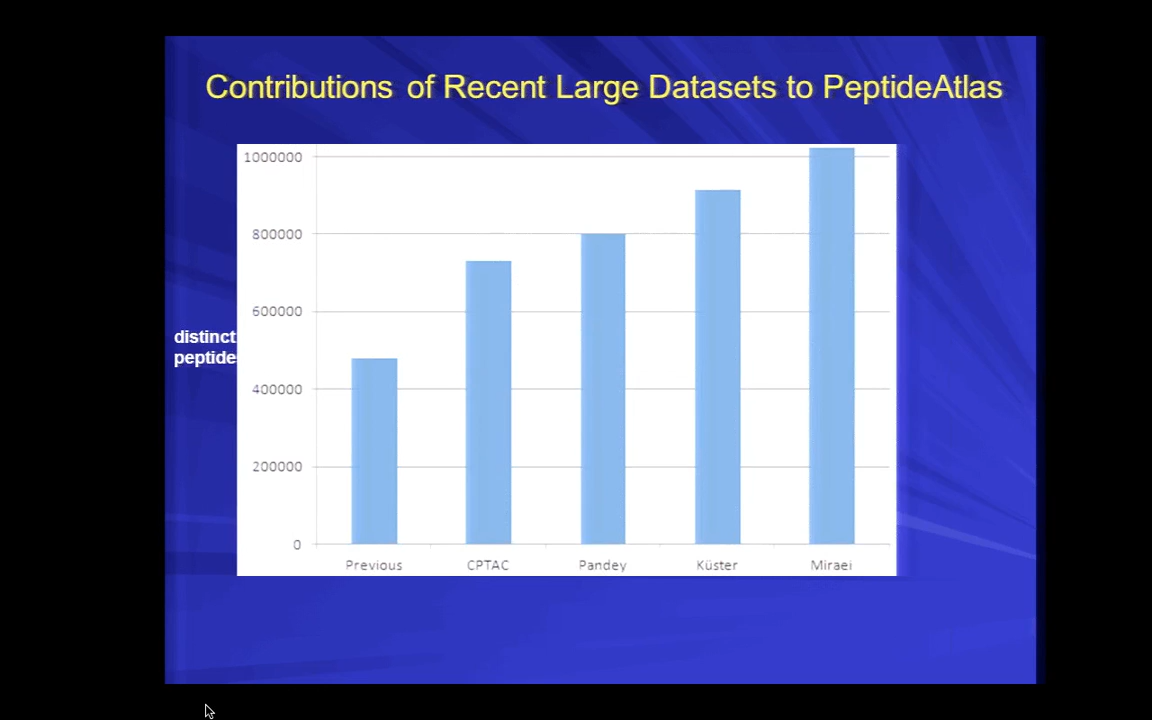 Contributions of Recent Large Datasets to PeptideAtlas
1000000
800000
600000
distinct
peptide
400000
200000
0
Previous CPTAC Pandey Küster Miraei